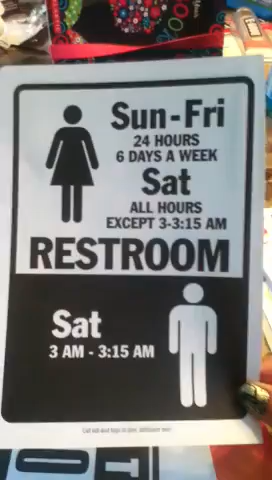 Sun-Fri
24 HOURS
6 DAYS A WEEK
Sat
ALL HOURS
EXCEPT 3-3:15 AM
RESTROOM
Sat
3 AM - 3:15 AM